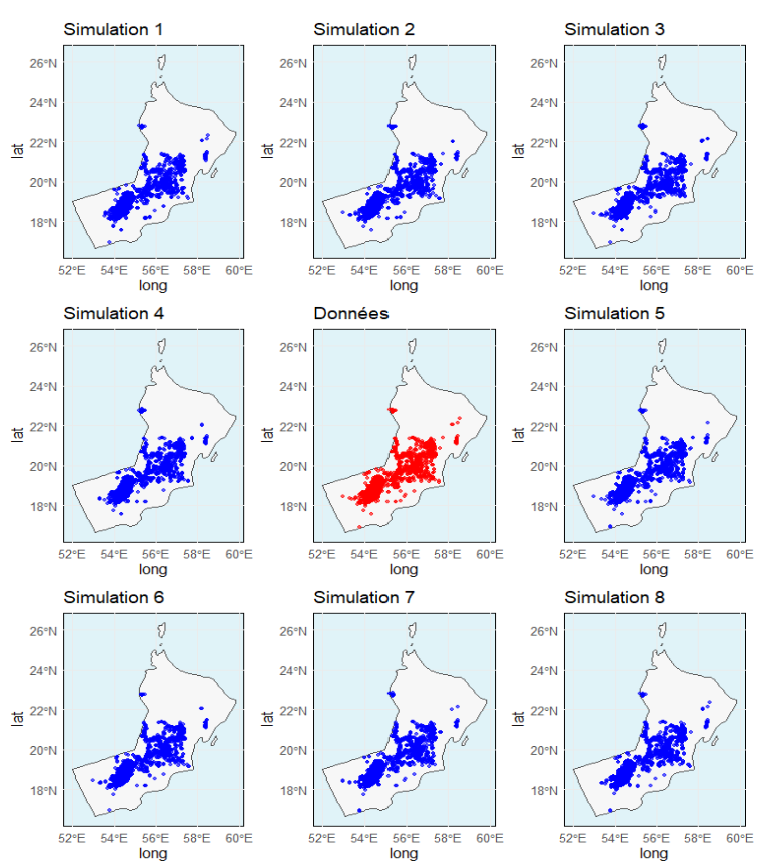 Simulation 1 Simulation 2 Simulation 3
26°N 26°N 26°N
24°N 24°N 24°N
22°N 22°N 22°N
lat lat lat
20°N 20°N 20°N
18°N 18°N 18°N
52°E 54°E 56°E 58°E 60°E 52°E 54°E 56°E 58°E 60°E 52°E 54°E 56°E 58°E 60°E
long long long
Simulation 4 Données Simulation 5
26°N 26°N 26°N
24°N 24°N 24°N
22°N 22°N 22°N
lat lat lat
20°N 20°N 20°N
18°N 18°N 18°N
52°E 54°E 56°E 58°E 60°E 52°E 54°E 56°E 58°E 60°E 52°E 54°E 56°E 58°E 60°E
long long long
Simulation 6 Simulation 7 Simulation 8
26°N 26°N 26°N
24°N 24°N 24°N
22°N 22°N 22°N
lat lat lat
20°N 20°N 20°N
18°N 18°N 18°N
52°E 54°E 56°E 58°E 60°E 52°E 54°E 56°E 58°E 60°E 52°E 54°E 56°E 58°E 60°E
long long long